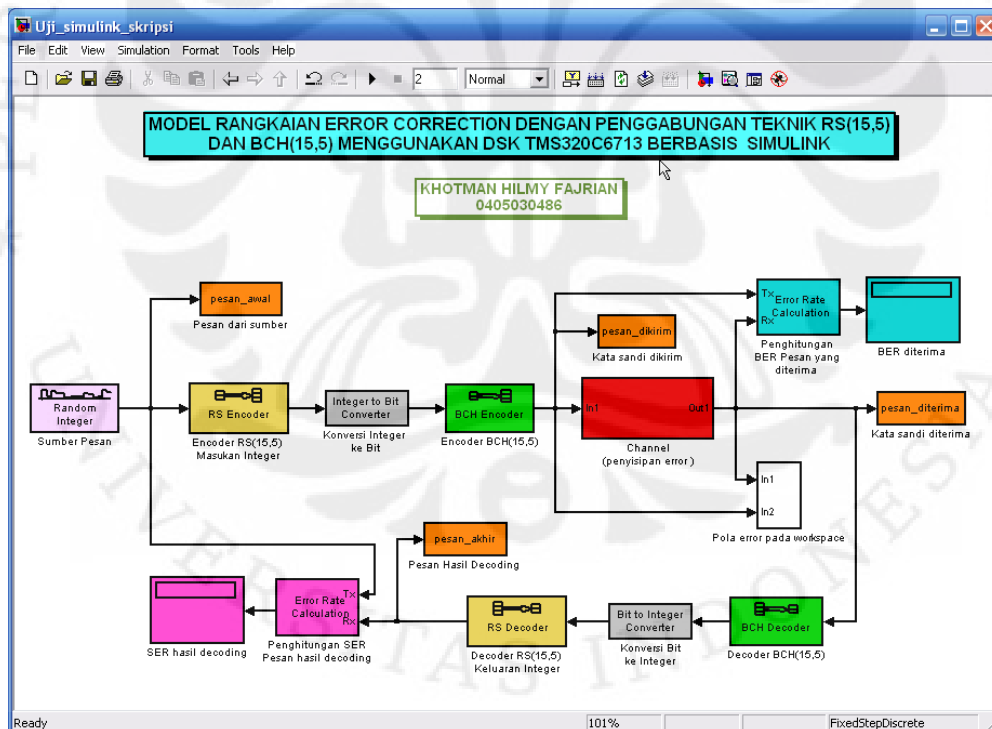 Uji_simulink_skripsi
File Edit View Simulation Format Tools Help
2 Normal
MODEL RANGKAIAN ERROR CORRECTION DENGAN PENGGABUNGAN TEKNIK RS(15,5)
DAN BCH(15,5) MENGGUNAKAN DSK TMS320C6713 BERBASIS SIMULINK
KHOTMAN HILMY FAJRIAN
0405030486
pesan_awal
Pesan dari sumber
Random
Integer
Sumber Pesan
RS Encoder
Encoder RS(15,5)
Masukan Integer
Integer to Bit
Converter
Konversi Integer
ke Bit
BCH Encoder
Encoder BCH(15,5)
pesan_dikirim
Kata sandi dikirim
In1 Out1
Channel
(penyisipan error)
Tx
Rx
Error Rate
Calculation
Penghitungan
BER Pesan yang
diterima
BER diterima
pesan_diterima
Kata sandi diterima
In1
In2
Pola error pada workspace
pesan_akhir
Pesan Hasil Decoding
SER hasil decoding
Error Rate
Calculation
Tx
Rx
Penghitungan SER
Pesan hasil decoding
RS Decoder
Decoder RS(15,5)
Keluaran Integer
Bit to Integer
Converter
Konversi Bit
ke Integer
BCH Decoder
Decoder BCH(15,5)
UNIVERSITAS INDONESIA
Ready 101% FixedStepDiscrete